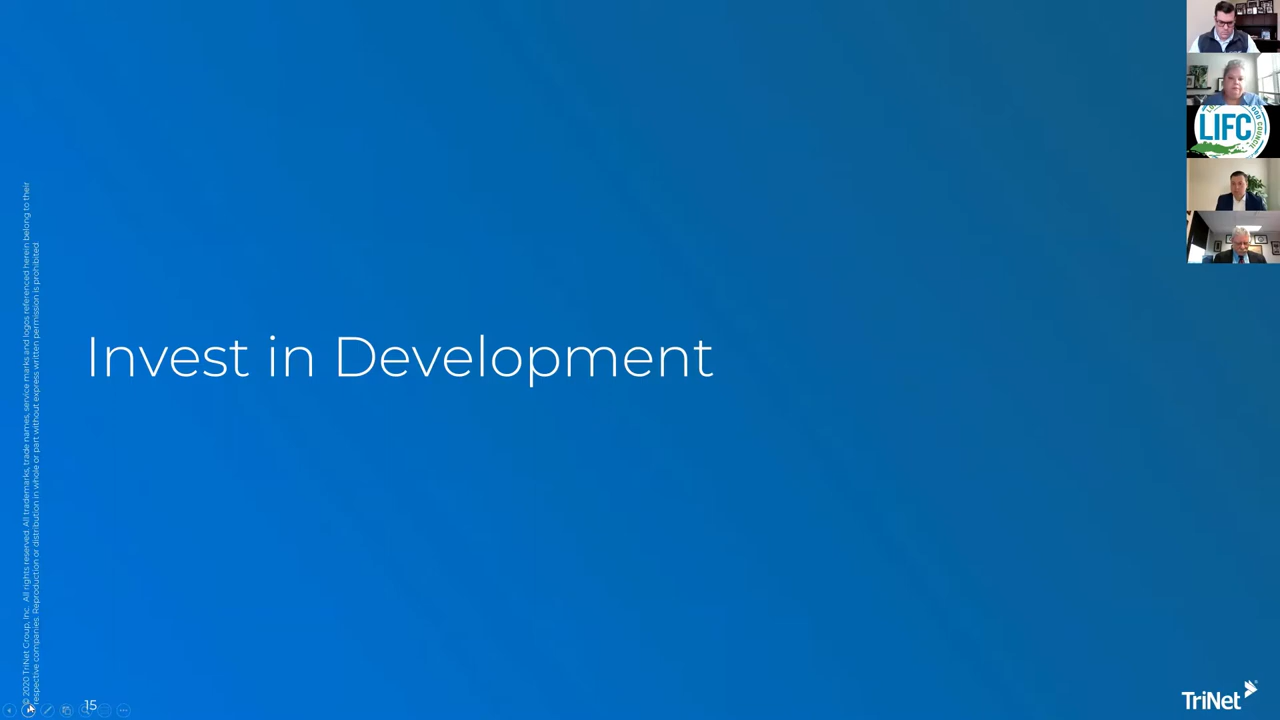 Invest in Development
© 2020 TriNet Group, Inc. All rights reserved. All trademarks, trade names, service marks and logos referenced herein belong to their
respective companies. Reproduction or distribution in whole or part without express written permission is prohibited.
15
TriNet
LIFC
COUNCIL